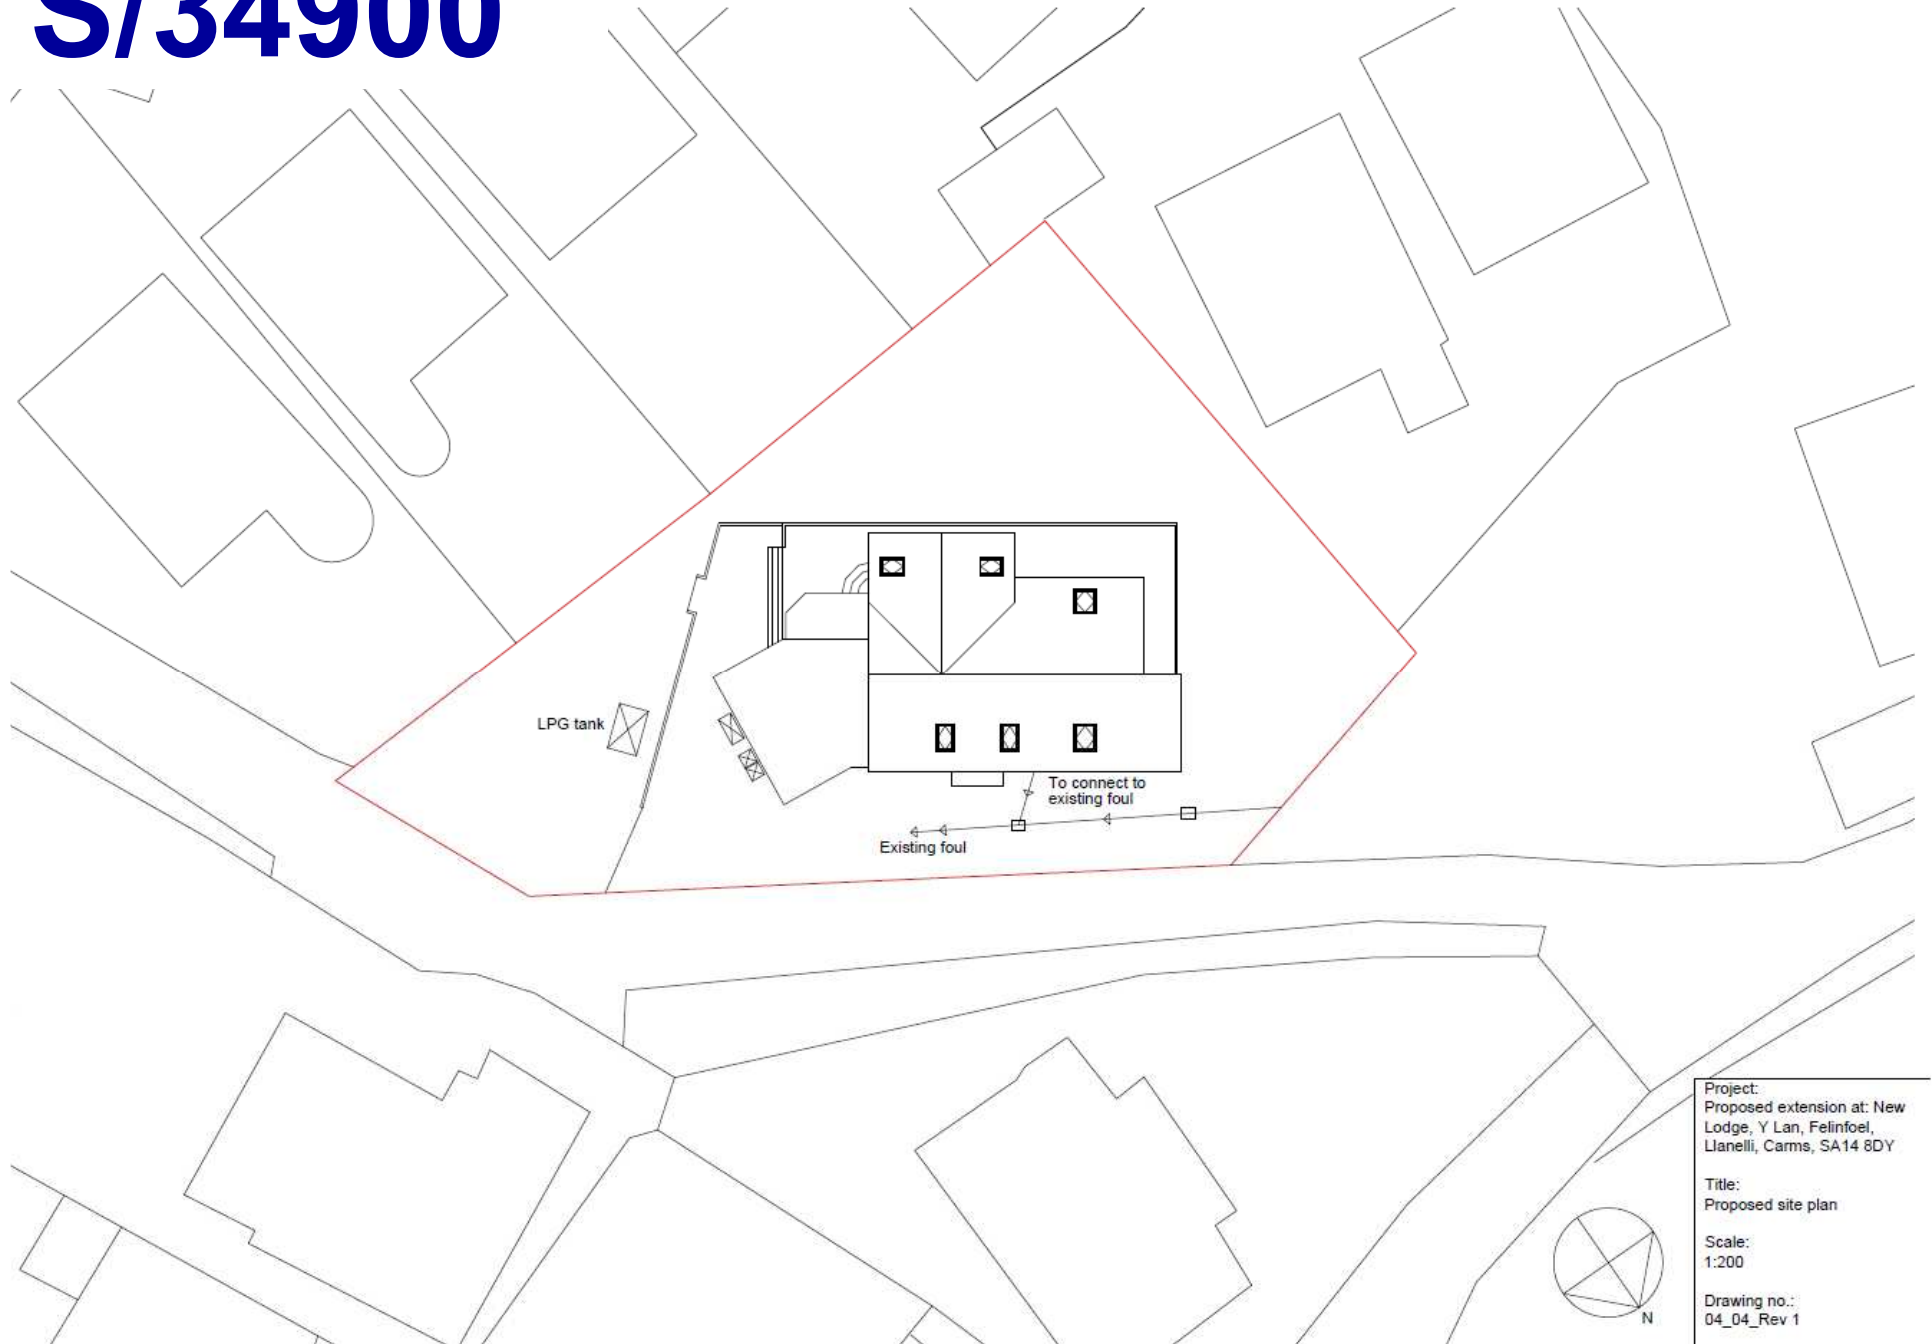 S/34900
LPG tank
To connect to
existing foul
Existing foul
Project:
Proposed extension at: New
Lodge, Y Lan, Felinfoel,
Llanelli, Carms, SA14 8DY
Title:
Proposed site plan
Scale:
1:200
Drawing no.:
04_04_Rev 1
N